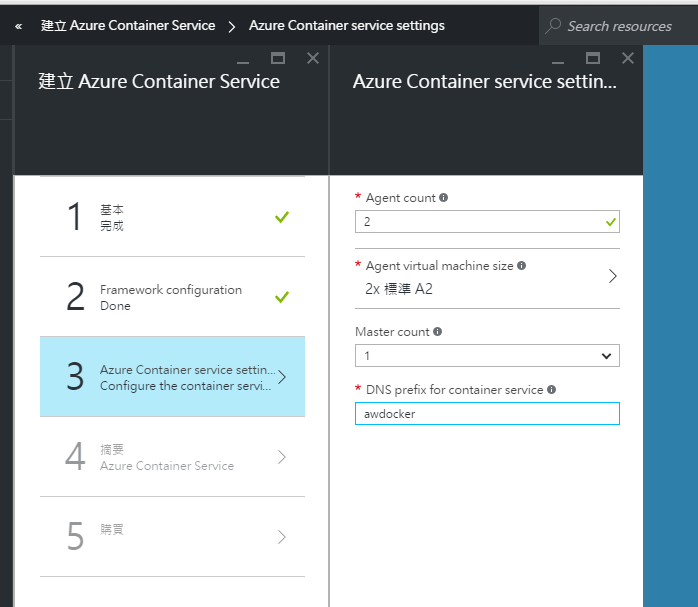 « 建立 Azure Container Service > Azure Container service settings Search resources
建立 Azure Container Service
1 基本
完成
2 Framework configuration
Done
3 Azure Container service settin...
Configure the container servi...
4 摘要
Azure Container Service
5 購買
Azure Container service settin...
* Agent count
2
* Agent virtual machine size
2x 標準 A2
Master count
1
* DNS prefix for container service
awdocker